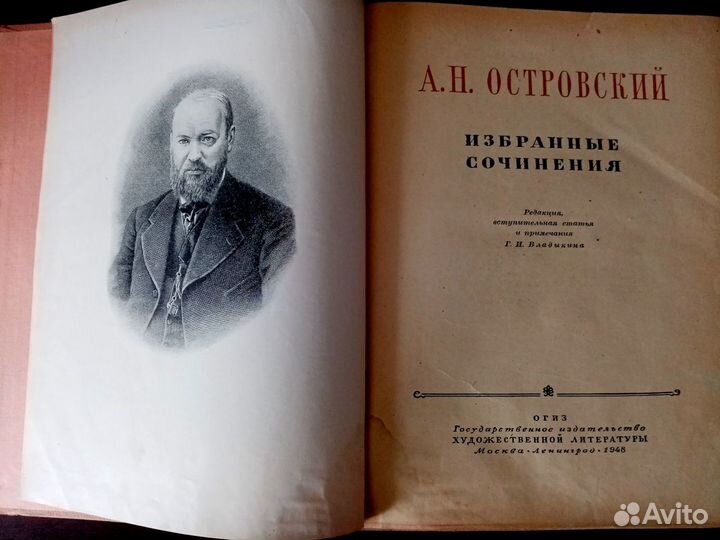 А.Н. ОСТРОВСКИЙ
ИЗБРАННЫЕ
СОЧИНЕНИЯ
Редакция,
вступительная статья
и примечания
Г. И. Владыкина
ОГИЗ
Государственное издательство
ХУДОЖЕСТВЕННОЙ ЛИТЕРАТУРЫ
Москва · Ленинград · 1948
Avito